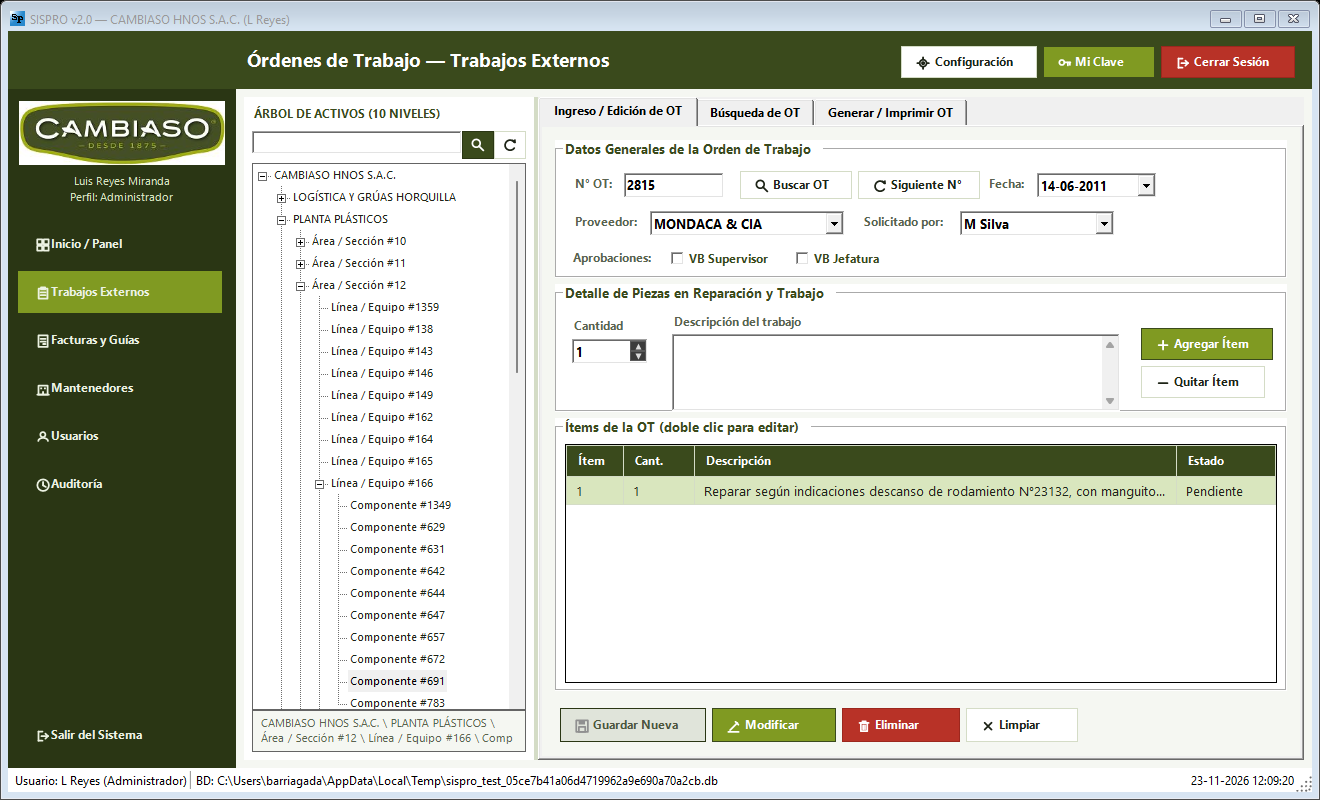 Sp SISPRO v2.0 — CAMBIASO HNOS S.A.C. (L Reyes)
Órdenes de Trabajo — Trabajos Externos
Configuración
Mi Clave
Cerrar Sesión
CAMBIASO
DESDE 1875
Luis Reyes Miranda
Perfil: Administrador
Inicio / Panel
Trabajos Externos
Facturas y Guías
Mantenedores
Usuarios
Auditoría
Salir del Sistema
ÁRBOL DE ACTIVOS (10 NIVELES)
CAMBIASO HNOS S.A.C.
LOGÍSTICA Y GRÚAS HORQUILLA
PLANTA PLÁSTICOS
Área / Sección #10
Área / Sección #11
Área / Sección #12
Línea / Equipo #1359
Línea / Equipo #138
Línea / Equipo #143
Línea / Equipo #146
Línea / Equipo #149
Línea / Equipo #162
Línea / Equipo #164
Línea / Equipo #165
Línea / Equipo #166
Componente #1349
Componente #629
Componente #631
Componente #642
Componente #644
Componente #647
Componente #657
Componente #672
Componente #691
Componente #783
CAMBIASO HNOS S.A.C. \ PLANTA PLÁSTICOS \
Área / Sección #12 \ Línea / Equipo #166 \ Comp
Ingreso / Edición de OT
Búsqueda de OT
Generar / Imprimir OT
Datos Generales de la Orden de Trabajo
N° OT: 2815
Buscar OT
Siguiente N°
Fecha: 14-06-2011
Proveedor: MONDACA & CIA
Solicitado por: M Silva
Aprobaciones: VB Supervisor VB Jefatura
Detalle de Piezas en Reparación y Trabajo
Cantidad
1
Descripción del trabajo
+ Agregar Ítem
— Quitar Ítem
Ítems de la OT (doble clic para editar)
Ítem Cant. Descripción Estado
1 1 Reparar según indicaciones descanso de rodamiento N°23132, con manguito... Pendiente
Guardar Nueva
Modificar
Eliminar
Limpiar
Usuario: L Reyes (Administrador)
BD: C:\Users\barriagada\AppData\Local\Temp\sispro_test_05ce7b41a06d4719962a9e690a70a2cb.db
23-11-2026 12:09:20